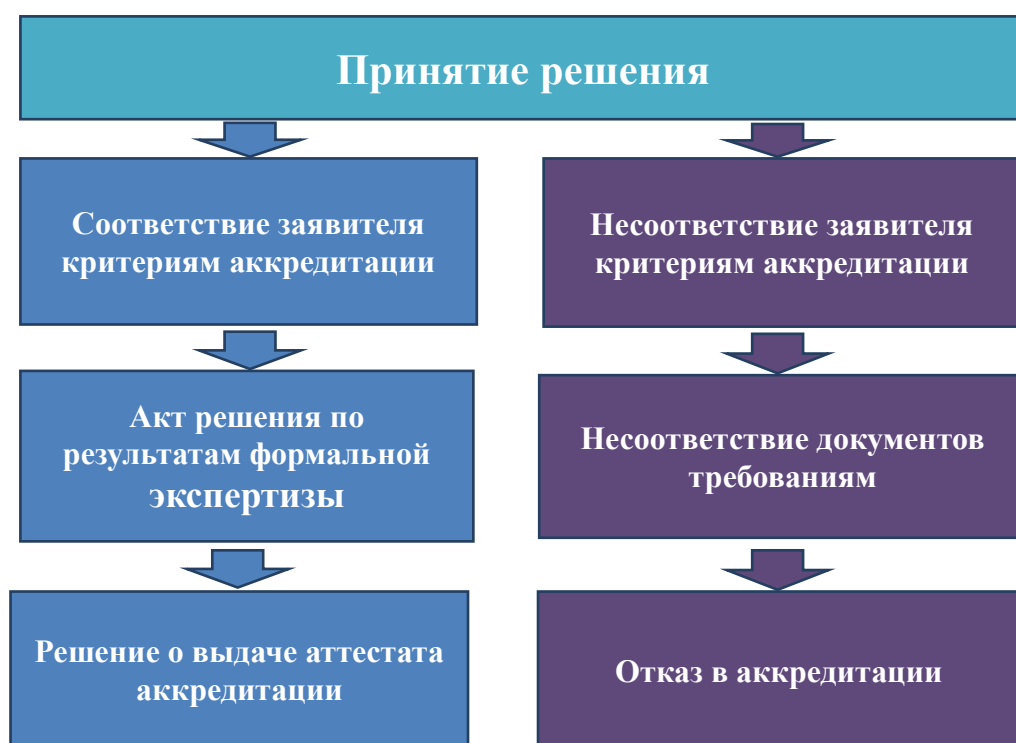 Принятие решения
Соответствие заявителя
критериям аккредитации
Несоответствие заявителя
критериям аккредитации
Акт решения по
результатам формальной
экспертизы
Несоответствие документов
требованиям
Решение о выдаче аттестата
аккредитации
Отказ в аккредитации